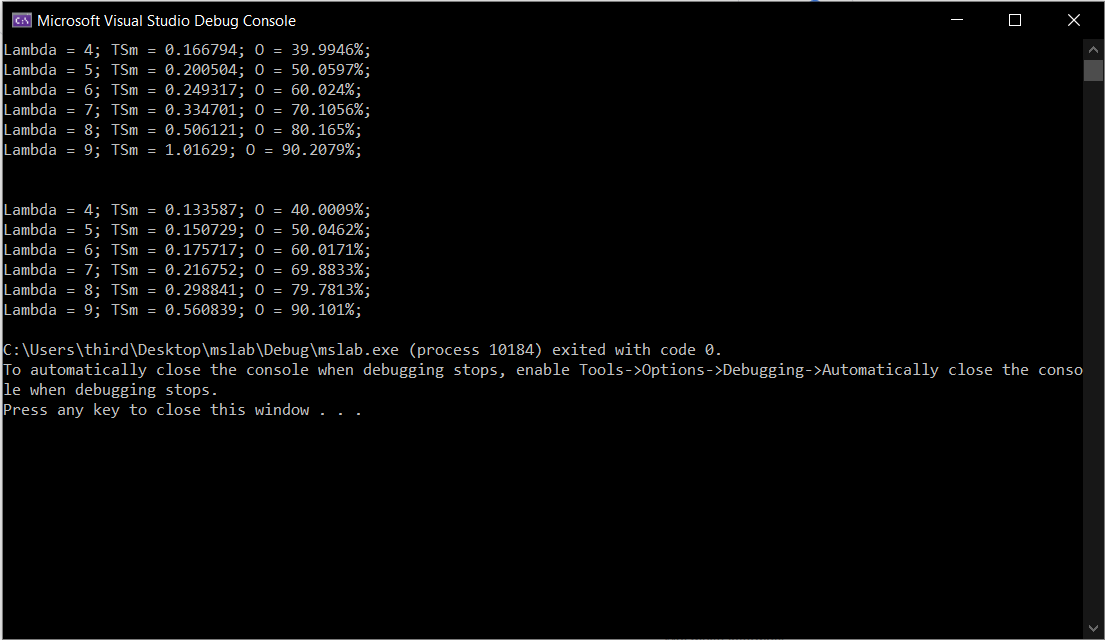 Microsoft Visual Studio Debug Console
Lambda = 4; TSm = 0.166794; O = 39.9946%;
Lambda = 5; TSm = 0.200504; O = 50.0597%;
Lambda = 6; TSm = 0.249317; O = 60.024%;
Lambda = 7; TSm = 0.334701; O = 70.1056%;
Lambda = 8; TSm = 0.506121; O = 80.165%;
Lambda = 9; TSm = 1.01629; O = 90.2079%;
Lambda = 4; TSm = 0.133587; O = 40.0009%;
Lambda = 5; TSm = 0.150729; O = 50.0462%;
Lambda = 6; TSm = 0.175717; O = 60.0171%;
Lambda = 7; TSm = 0.216752; O = 69.8833%;
Lambda = 8; TSm = 0.298841; O = 79.7813%;
Lambda = 9; TSm = 0.560839; O = 90.101%;
C:\Users\third\Desktop\mslab\Debug\mslab.exe (process 10184) exited with code 0.
To automatically close the console when debugging stops, enable Tools->Options->Debugging->Automatically close the conso
le when debugging stops.
Press any key to close this window . . .